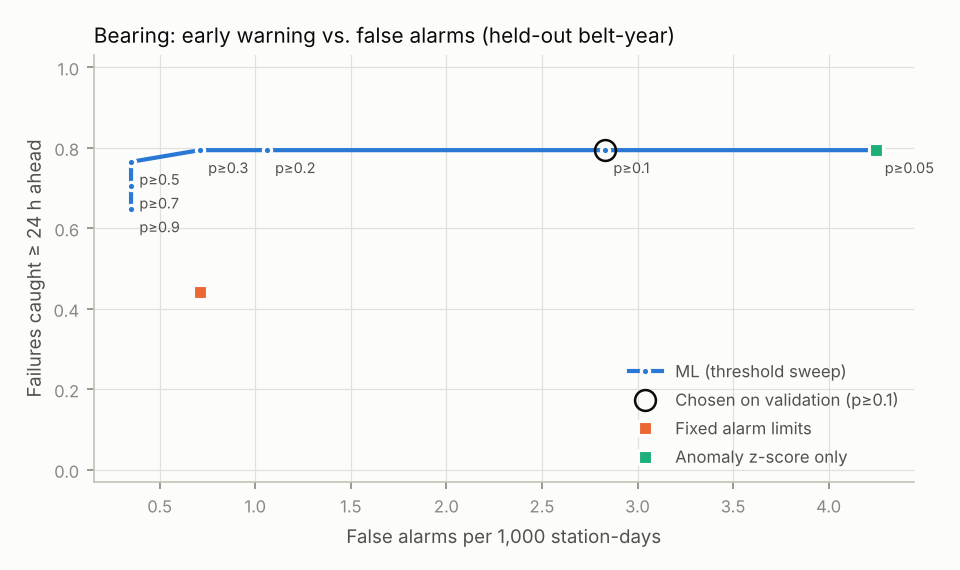 Bearing: early warning vs. false alarms (held-out belt-year)
Failures caught ≥ 24 h ahead
1.0
0.8
0.6
0.4
0.2
0.0
p≥0.5
p≥0.7
p≥0.9
p≥0.3
p≥0.2
p≥0.1
p≥0.05
ML (threshold sweep)
Chosen on validation (p≥0.1)
Fixed alarm limits
Anomaly z-score only
0.5 1.0 1.5 2.0 2.5 3.0 3.5 4.0
False alarms per 1,000 station-days